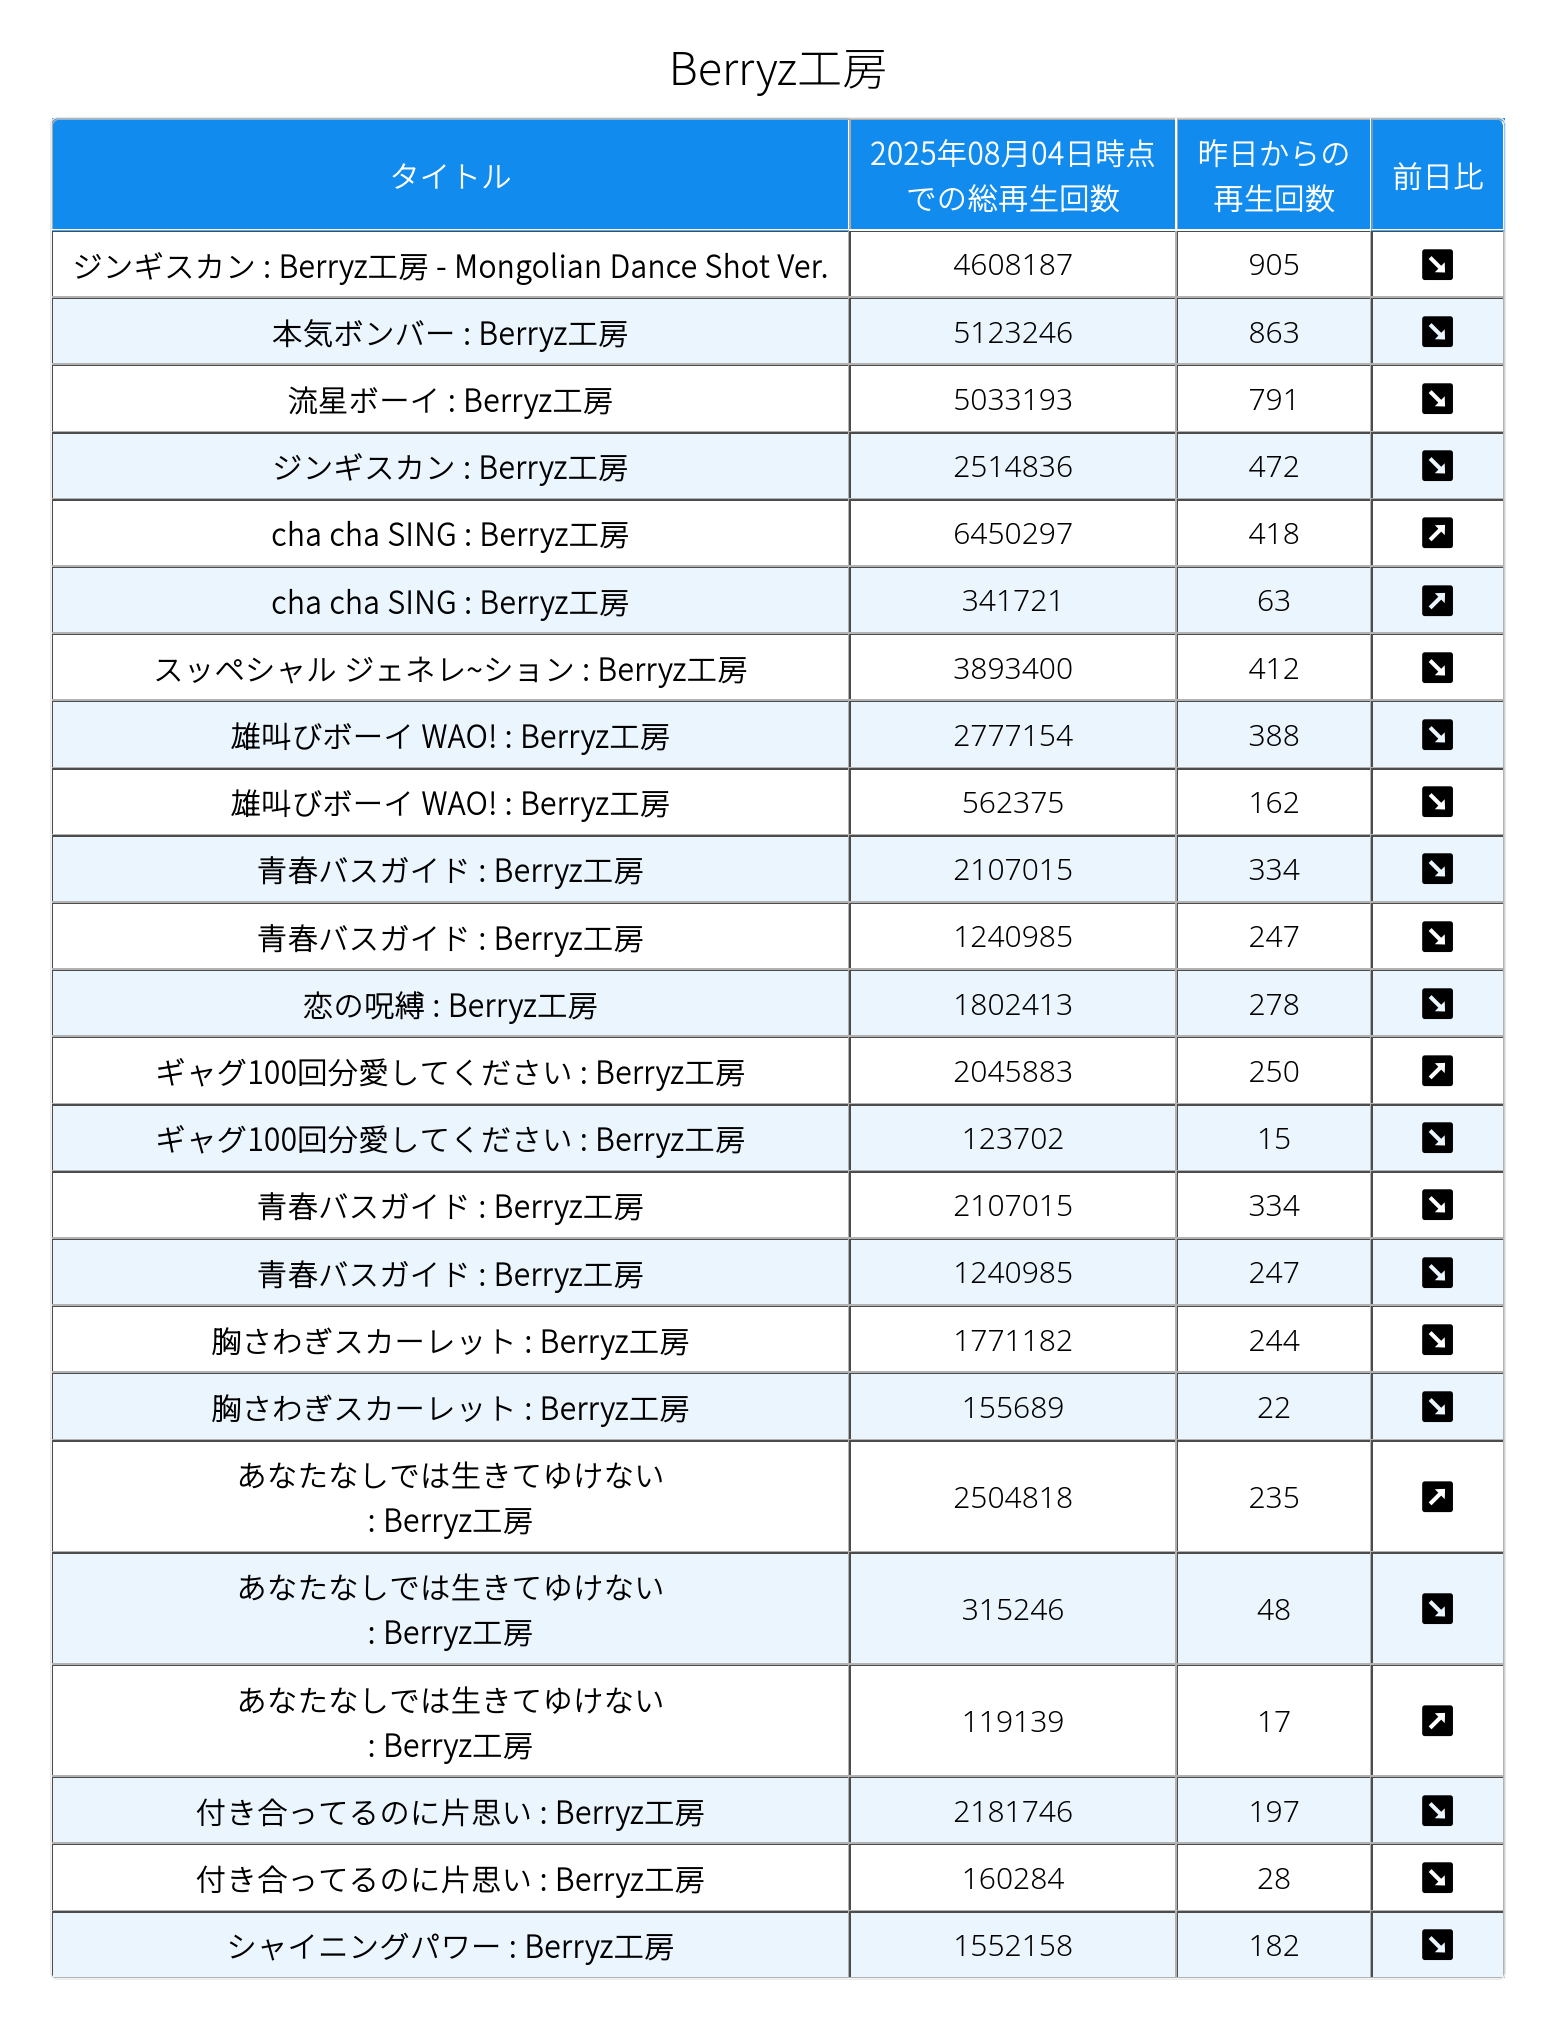 Berryz工房
タイトル 2025年08月04日時点での総再生回数 昨日からの再生回数 前日比
ジンギスカン : Berryz工房 - Mongolian Dance Shot Ver. 4608187 905 ↘
本気ボンバー : Berryz工房 5123246 863 ↘
流星ボーイ : Berryz工房 5033193 791 ↘
ジンギスカン : Berryz工房 2514836 472 ↘
cha cha SING : Berryz工房 6450297 418 ↗
cha cha SING : Berryz工房 341721 63 ↗
スッペシャル ジェネレ~ション : Berryz工房 3893400 412 ↘
雄叫びボーイ WAO! : Berryz工房 2777154 388 ↘
雄叫びボーイ WAO! : Berryz工房 562375 162 ↘
青春バスガイド : Berryz工房 2107015 334 ↘
青春バスガイド : Berryz工房 1240985 247 ↘
恋の呪縛 : Berryz工房 1802413 278 ↘
ギャグ100回分愛してください : Berryz工房 2045883 250 ↗
ギャグ100回分愛してください : Berryz工房 123702 15 ↘
青春バスガイド : Berryz工房 2107015 334 ↘
青春バスガイド : Berryz工房 1240985 247 ↘
胸さわぎスカーレット : Berryz工房 1771182 244 ↘
胸さわぎスカーレット : Berryz工房 155689 22 ↘
あなたなしでは生きてゆけない
: Berryz工房 2504818 235 ↗
あなたなしでは生きてゆけない
: Berryz工房 315246 48 ↘
あなたなしでは生きてゆけない
: Berryz工房 119139 17 ↗
付き合ってるのに片思い : Berryz工房 2181746 197 ↘
付き合ってるのに片思い : Berryz工房 160284 28 ↘
シャイニングパワー : Berryz工房 1552158 182 ↘